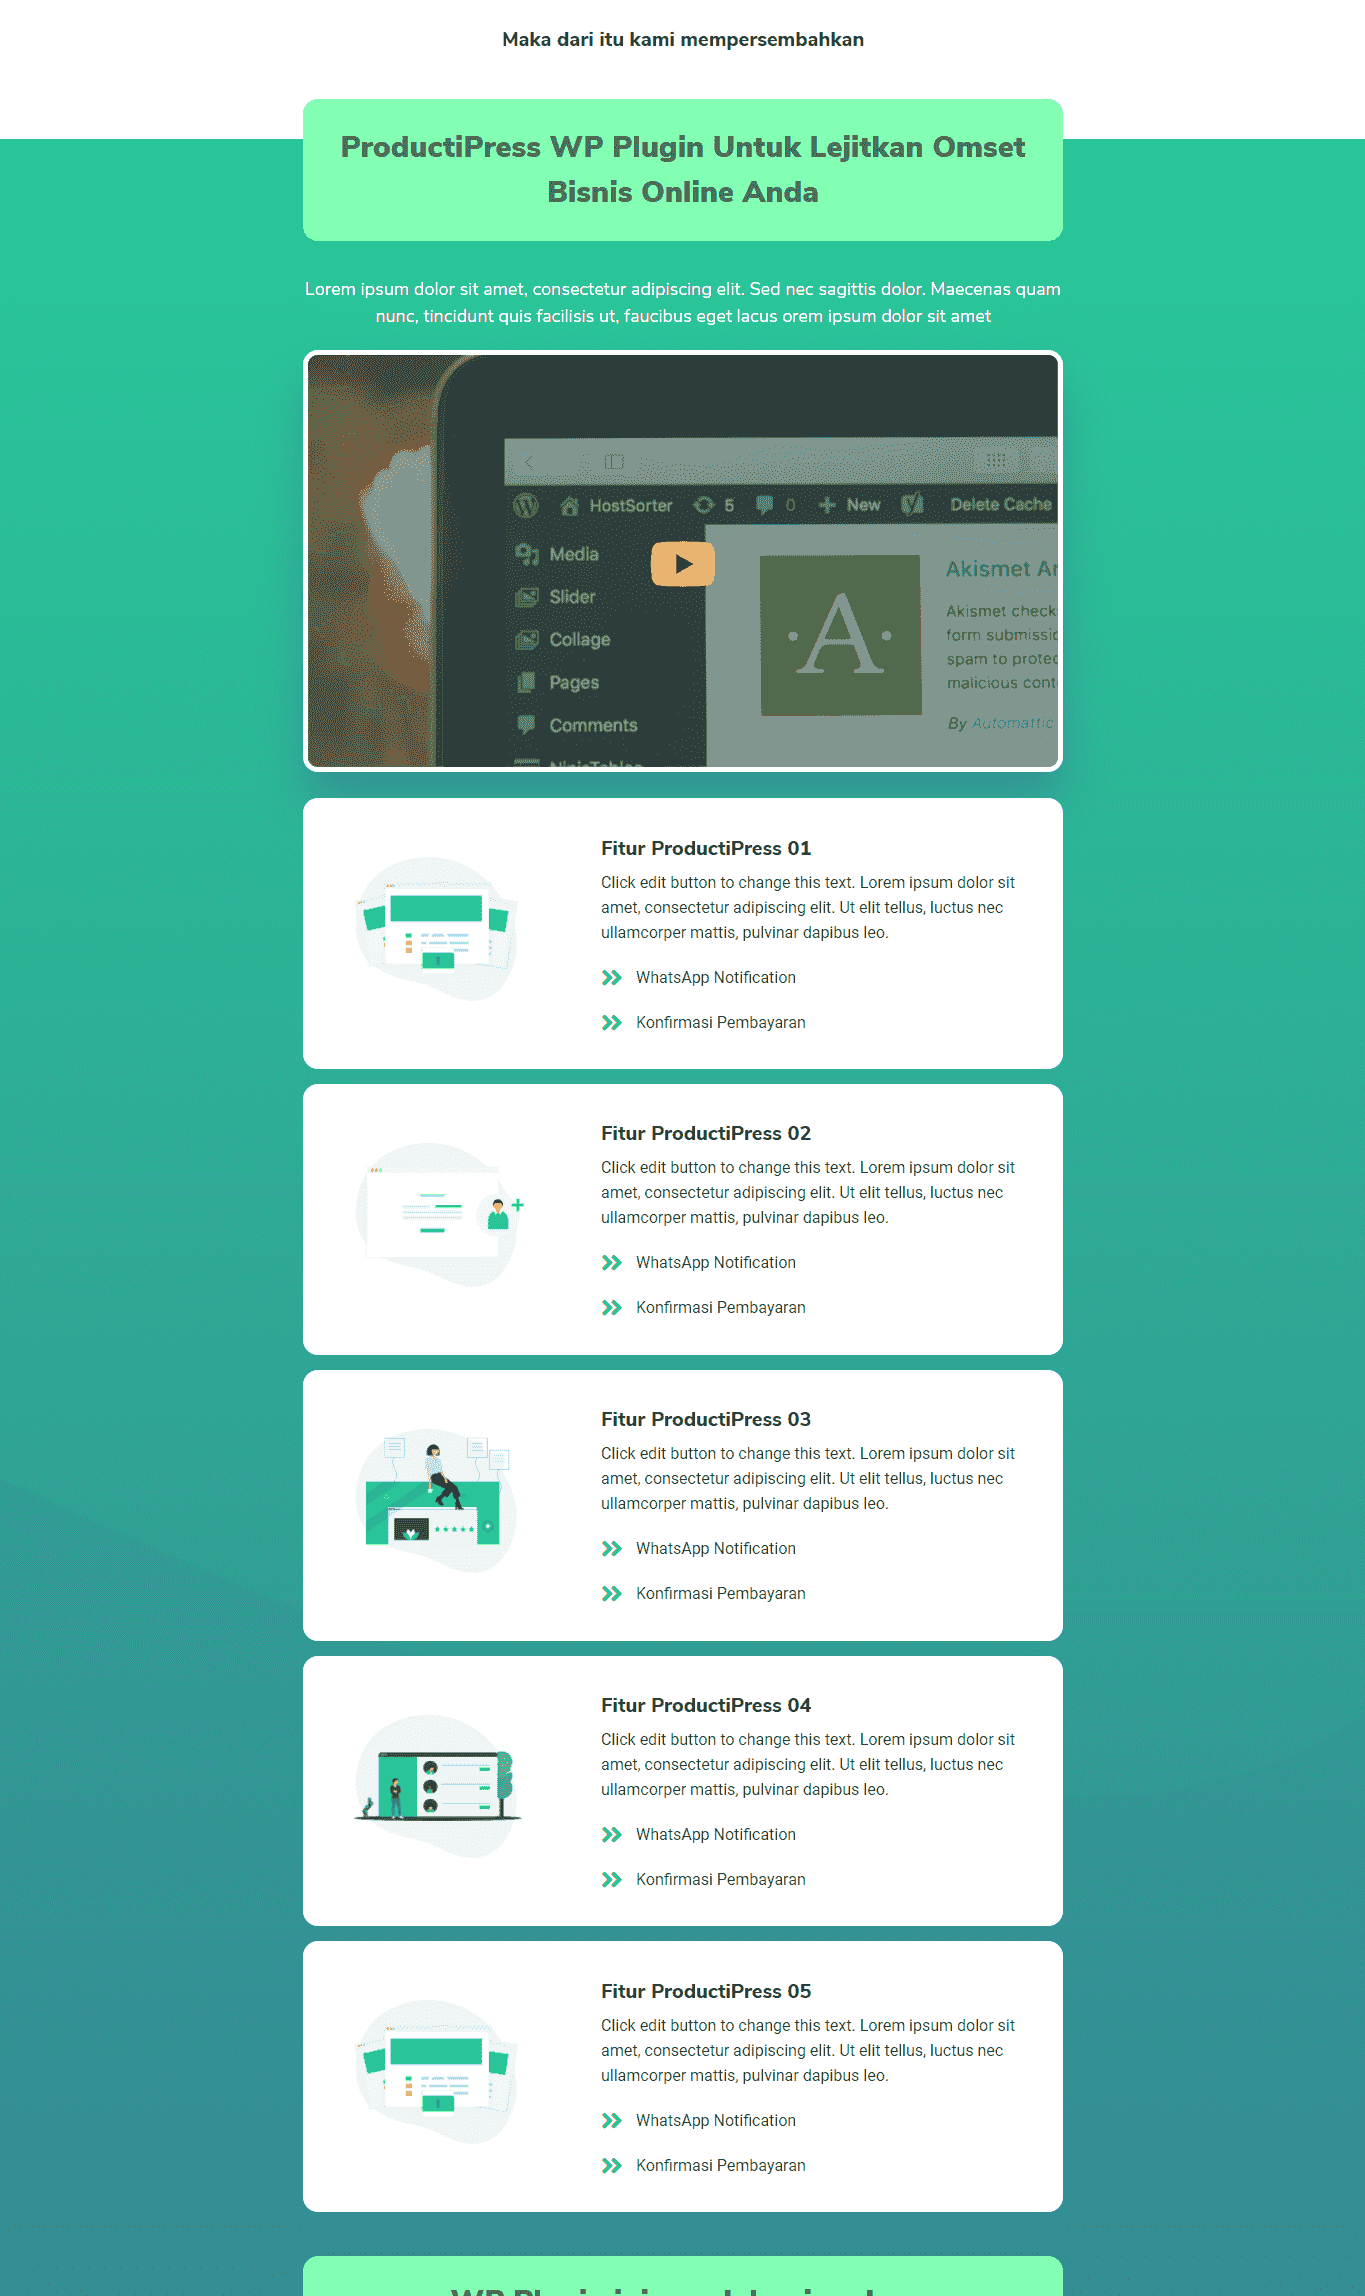 Maka dari itu kami mempersembahkan
ProductiPress WP Plugin Untuk Lejitkan Omset
Bisnis Online Anda
Lorem ipsum dolor sit amet, consectetur adipiscing elit. Sed nec sagittis dolor. Maecenas quam
nunc, tincidunt quis facilisis ut, faucibus eget lacus orem ipsum dolor sit amet
HostSorter 5 0 New Delete Cache
Media
Slider
Collage
Pages
Comments
Akismet
Akismet check
form submissio
spam to protec
malicious cont
By Automattic
A
Fitur ProductiPress 01
Click edit button to change this text. Lorem ipsum dolor sit
amet, consectetur adipiscing elit. Ut elit tellus, luctus nec
ullamcorper mattis, pulvinar dapibus leo.
WhatsApp Notification
Konfirmasi Pembayaran
Fitur ProductiPress 02
Click edit button to change this text. Lorem ipsum dolor sit
amet, consectetur adipiscing elit. Ut elit tellus, luctus nec
ullamcorper mattis, pulvinar dapibus leo.
WhatsApp Notification
Konfirmasi Pembayaran
Fitur ProductiPress 03
Click edit button to change this text. Lorem ipsum dolor sit
amet, consectetur adipiscing elit. Ut elit tellus, luctus nec
ullamcorper mattis, pulvinar dapibus leo.
WhatsApp Notification
Konfirmasi Pembayaran
Fitur ProductiPress 04
Click edit button to change this text. Lorem ipsum dolor sit
amet, consectetur adipiscing elit. Ut elit tellus, luctus nec
ullamcorper mattis, pulvinar dapibus leo.
WhatsApp Notification
Konfirmasi Pembayaran
Fitur ProductiPress 05
Click edit button to change this text. Lorem ipsum dolor sit
amet, consectetur adipiscing elit. Ut elit tellus, luctus nec
ullamcorper mattis, pulvinar dapibus leo.
WhatsApp Notification
Konfirmasi Pembayaran